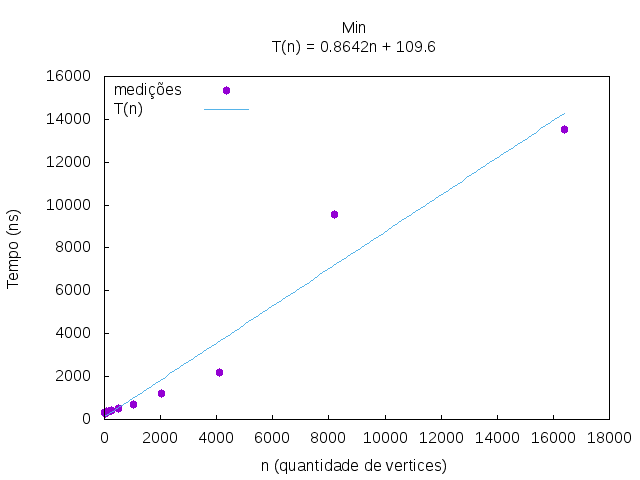 Min
T(n) = 0.8642n + 109.6
medições
T(n)
16000
14000
12000
10000
8000
6000
4000
2000
0
Tempo (ns)
0 2000 4000 6000 8000 10000 12000 14000 16000 18000
n (quantidade de vertices)